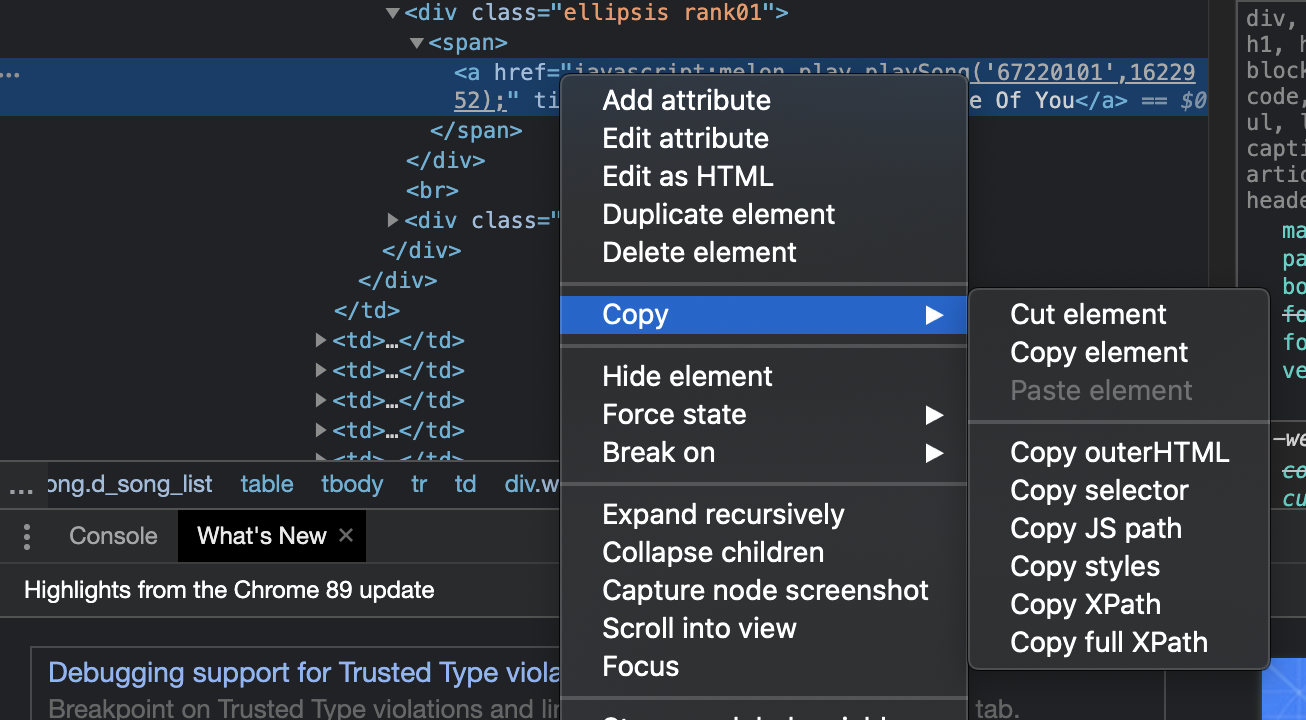 <div class="ellipsis rank01">
<span>
… <a href="javascript:melon.play.playSong('67220101',16229
52);" ti e Of You</a> == $0
</span>
</div>
<br>
<div class="
</div>
</div>
</td>
<td>…</td>
<td>…</td>
<td>…</td>
<td>…</td>
<td>…</td>
… ong.d_song_list table tbody tr td div.w
Console What's New ×
Highlights from the Chrome 89 update
Debugging support for Trusted Type viola
Breakpoint on Trusted Type violations and li tab.
Add attribute
Edit attribute
Edit as HTML
Duplicate element
Delete element
Copy
Hide element
Force state
Break on
Expand recursively
Collapse children
Capture node screenshot
Scroll into view
Focus
Cut element
Copy element
Paste element
Copy outerHTML
Copy selector
Copy JS path
Copy styles
Copy XPath
Copy full XPath
div,
h1, h
block
code,
ul, l
capti
artic
heade
ma
pa
bo
fo
fo
ve
-we
co
cu